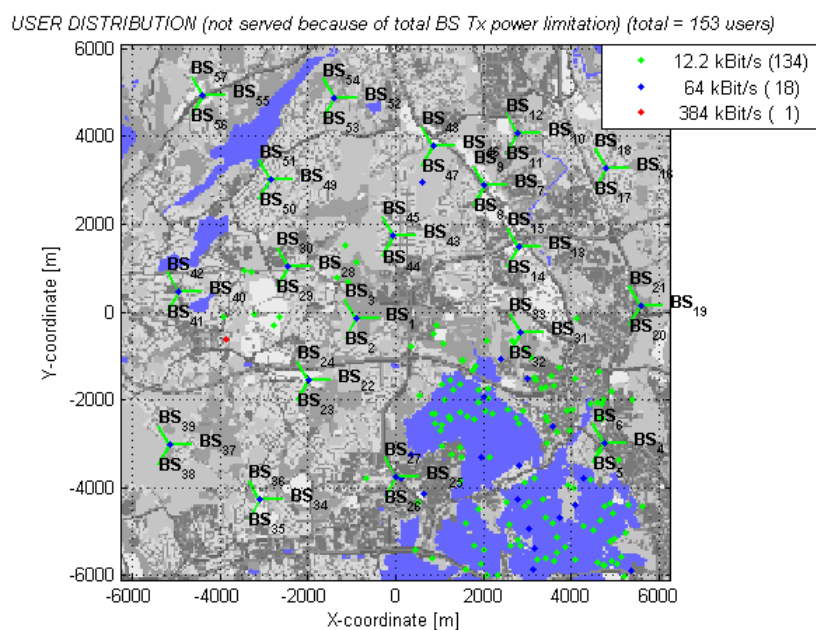 USER DISTRIBUTION (not served because of total BS Tx power limitation) (total = 153 users)
12.2 kBit/s (134)
64 kBit/s ( 18)
384 kBit/s ( 1)
6000
4000
2000
0
-2000
-4000
-6000
Y-coordinate [m]
BS57
BS55
BS56
BS54
BS52
BS53
BS51
BS49
BS50
BS48
BS46
BS47
BS9
BS7
BS8
BS12
BS10
BS11
BS18
BS16
BS17
BS45
BS43
BS44
BS15
BS13
BS14
BS30
BS28
BS29
BS42
BS40
BS41
BS3
BS1
BS2
BS33
BS31
BS32
BS21
BS19
BS20
BS24
BS22
BS23
BS39
BS37
BS38
BS6
BS4
BS5
BS27
BS25
BS26
BS36
BS34
BS35
-6000 -4000 -2000 0 2000 4000 6000
X-coordinate [m]